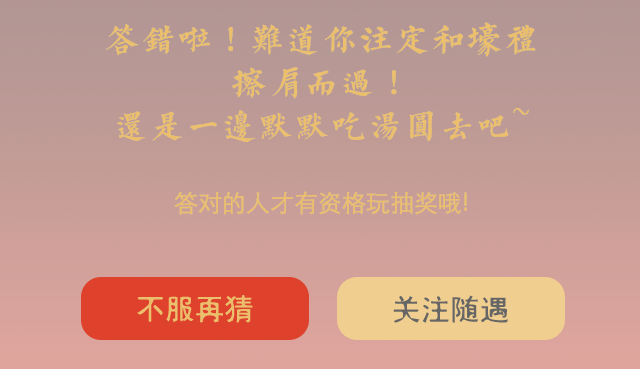 答錯啦！難道你注定和壕禮
擦肩而過！
還是一邊默默吃湯圓去吧~
答对的人才有资格玩抽奖哦!
不服再猜
关注随遇